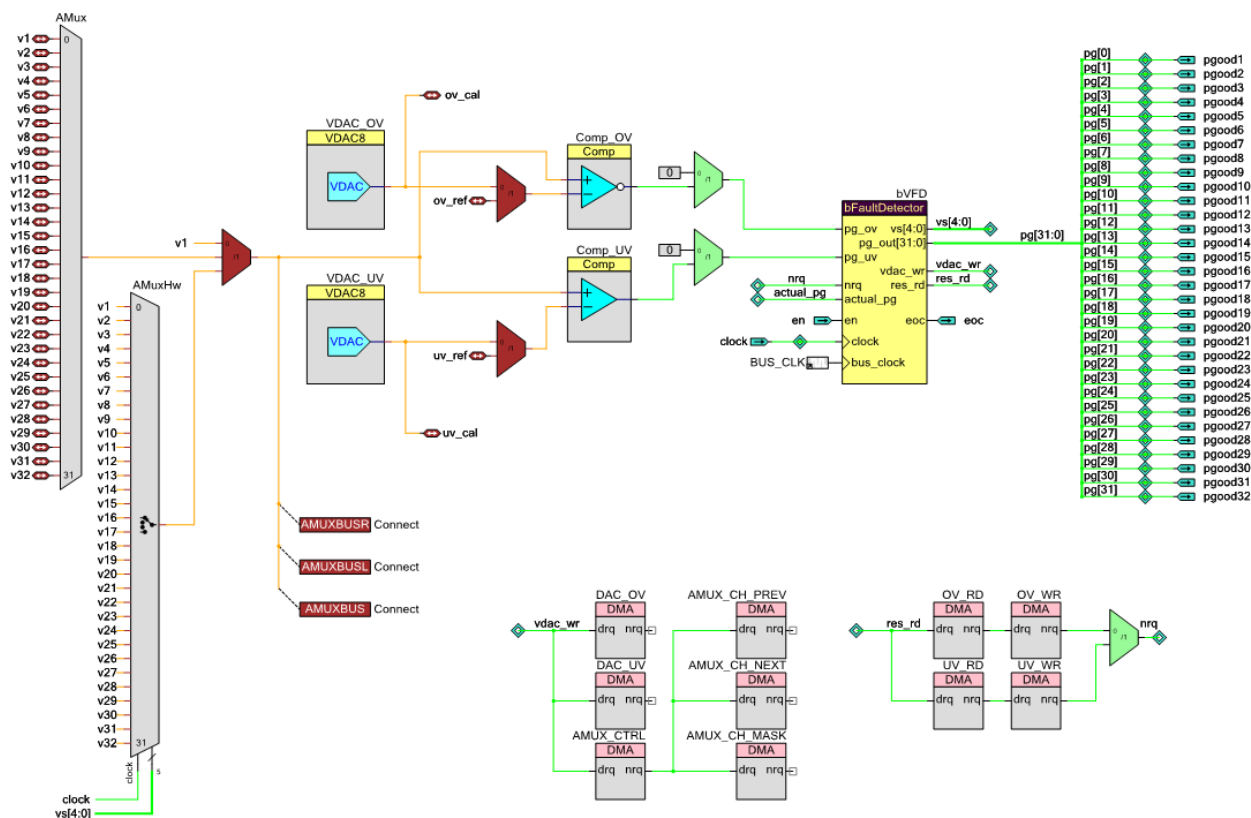 AMux
v1
v2
v3
v4
v5
v6
v7
v8
v9
v10
v11
v12
v13
v14
v15
v16
v17
v18
v19
v20
v21
v22
v23
v24
v25
v26
v27
v28
v29
v30
v31
v32
0
31
AMuxHw
v1
v2
v3
v4
v5
v6
v7
v8
v9
v10
v11
v12
v13
v14
v15
v16
v17
v18
v19
v20
v21
v22
v23
v24
v25
v26
v27
v28
v29
v30
v31
v32
0
31
clock
5
clock
vs[4:0]
v1
0
/1
VDAC_OV
VDAC8
VDAC
ov_cal
ov_ref
0
/1
VDAC_UV
VDAC8
VDAC
uv_ref
uv_cal
0
/1
Comp_OV
Comp
+
−
Comp_UV
Comp
+
−
0
0
/1
0
0
/1
AMUXBUSR Connect
AMUXBUSL Connect
AMUXBUS Connect
bVFD
bFaultDetector
pg_ov
pg_uv
nrq
actual_pg
en
clock
bus_clock
vs[4:0]
pg_out[31:0]
vdac_wr
res_rd
eoc
nrq
actual_pg
en
clock
BUS_CLK
vs[4:0]
vdac_wr
res_rd
eoc
pg[31:0]
pg[0] pgood1
pg[1] pgood2
pg[2] pgood3
pg[3] pgood4
pg[4] pgood5
pg[5] pgood6
pg[6] pgood7
pg[7] pgood8
pg[8] pgood9
pg[9] pgood10
pg[10] pgood11
pg[11] pgood12
pg[12] pgood13
pg[13] pgood14
pg[14] pgood15
pg[15] pgood16
pg[16] pgood17
pg[17] pgood18
pg[18] pgood19
pg[19] pgood20
pg[20] pgood21
pg[21] pgood22
pg[22] pgood23
pg[23] pgood24
pg[24] pgood25
pg[25] pgood26
pg[26] pgood27
pg[27] pgood28
pg[28] pgood29
pg[29] pgood30
pg[30] pgood31
pg[31] pgood32
vdac_wr
DAC_OV
DMA
drq nrq
DAC_UV
DMA
drq nrq
AMUX_CTRL
DMA
drq nrq
AMUX_CH_PREV
DMA
drq nrq
AMUX_CH_NEXT
DMA
drq nrq
AMUX_CH_MASK
DMA
drq nrq
res_rd
OV_RD
DMA
drq nrq
OV_WR
DMA
drq nrq
UV_RD
DMA
drq nrq
UV_WR
DMA
drq nrq
0
/1
nrq